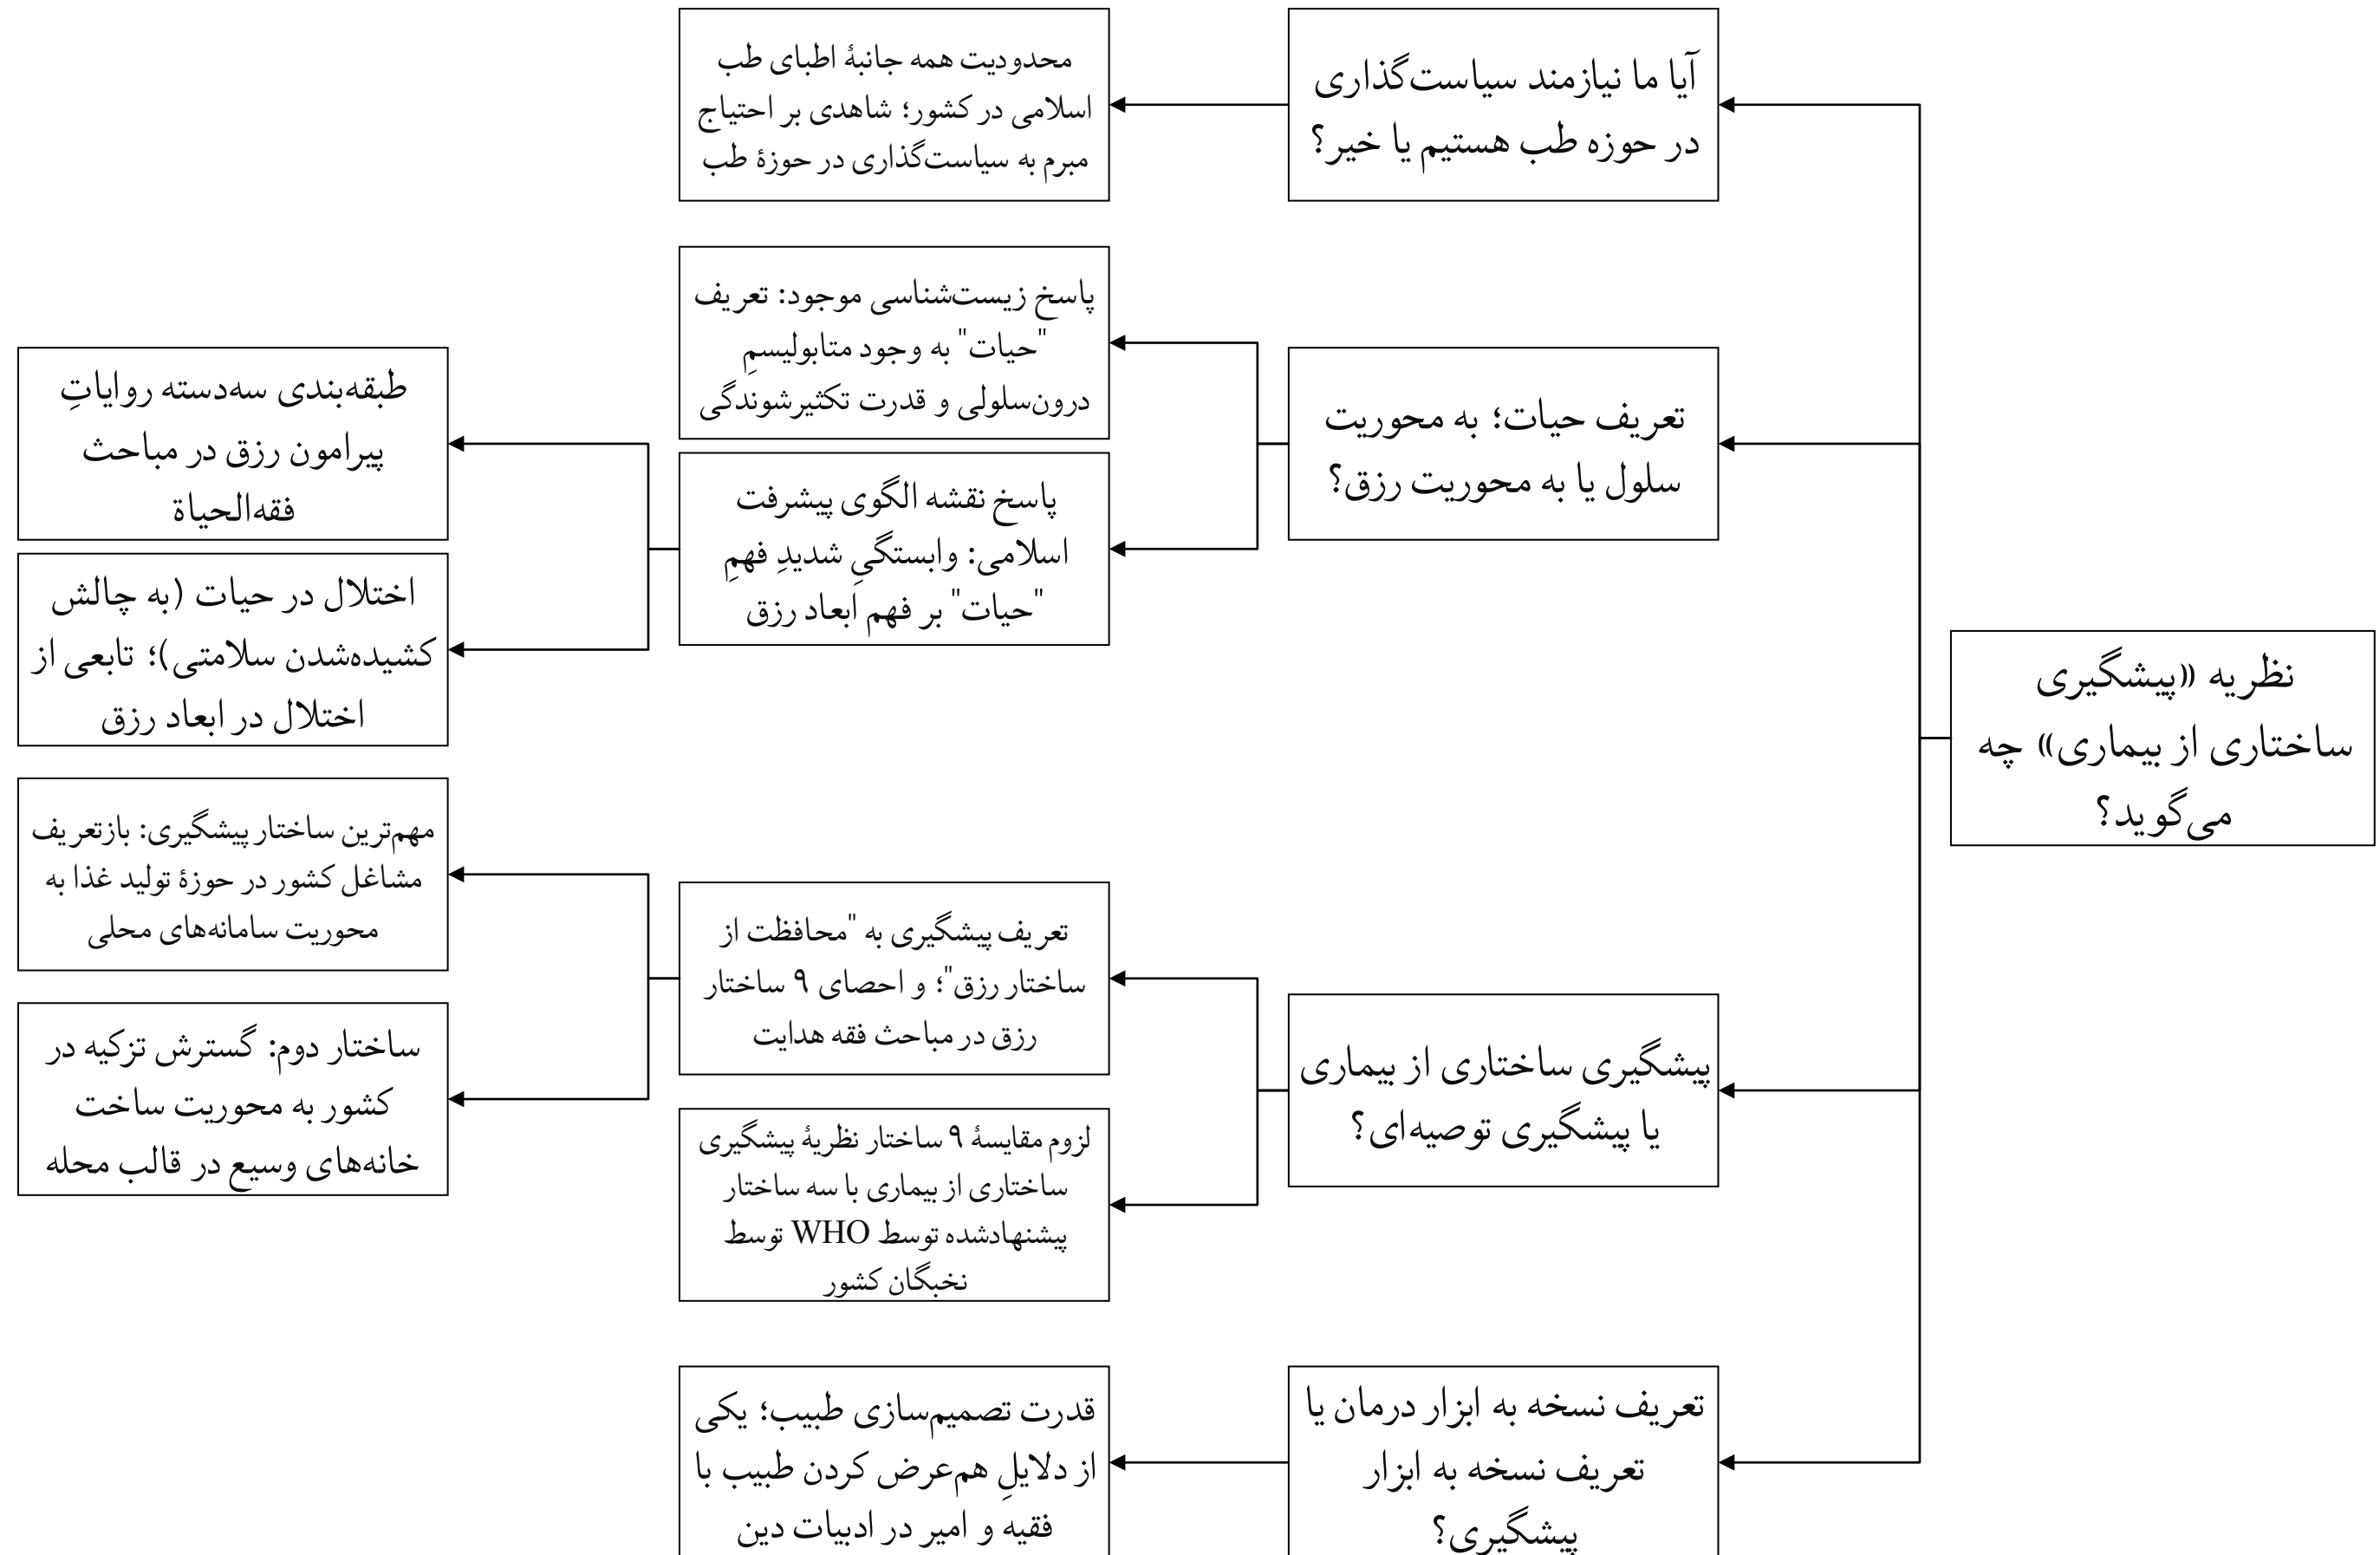 نظریه «پیشگیری
ساختاری از بیماری» چه
می‌گوید؟
آیا ما نیازمند سیاست‌گذاری
در حوزه طب هستیم یا خیر؟
محدودیت همه جانبهٔ اطبای طب
اسلامی در کشور؛ شاهدی بر احتیاج
مبرم به سیاست‌گذاری در حوزهٔ طب
تعریف حیات؛ به محوریت
سلول یا به محوریت رزق؟
پاسخ زیست‌شناسی موجود: تعریف
"حیات" به وجود متابولیسمِ
درون‌سلولی و قدرت تکثیرشوندگی
پاسخ نقشه الگوی پیشرفت
اسلامی: وابستگیِ شدیدِ فهمِ
"حیات" بر فهم اَبعاد رزق
طبقه‌بندی سه‌دسته روایاتِ
پیرامون رزق در مباحث
فقه‌الحیاة
اختلال در حیات (به چالش
کشیده‌شدن سلامتی)؛ تابعی از
اختلال در ابعاد رزق
پیشگیری ساختاری از بیماری
یا پیشگیری توصیه‌ای؟
تعریف پیشگیری به "محافظت از
ساختار رزق"؛ و احصای ۹ ساختار
رزق در مباحث فقه هدایت
مهم‌ترین ساختار پیشگیری: بازتعریف
مشاغل کشور در حوزهٔ تولید غذا به
محوریت سامانه‌های محلی
ساختار دوم: گسترش تزکیه در
کشور به محوریت ساخت
خانه‌های وسیع در قالب محله
لزوم مقایسهٔ ۹ ساختار نظریهٔ پیشگیری
ساختاری از بیماری با سه ساختار
پیشنهادشده توسط WHO توسط
نخبگان کشور
تعریف نسخه به ابزار درمان یا
تعریف نسخه به ابزار
پیشگیری؟
قدرت تصمیم‌سازی طبیب؛ یکی
از دلایلِ هم‌عرض کردن طبیب با
فقیه و امیر در ادبیات دین